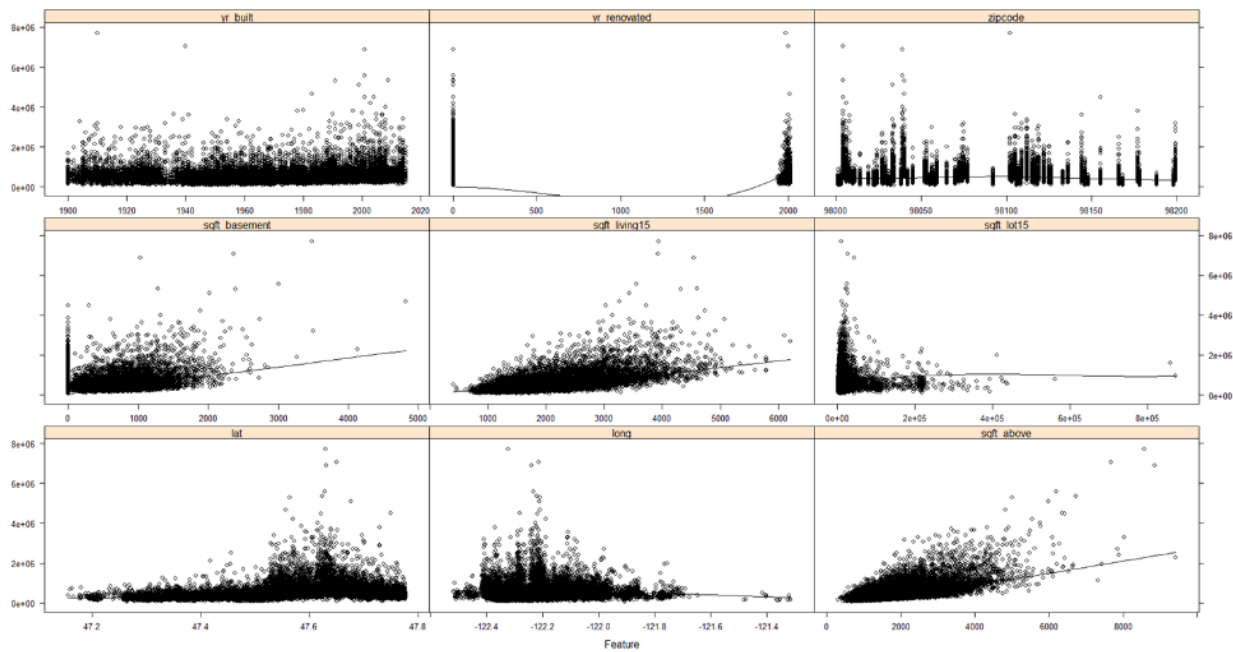 yr_built yr_renovated zipcode
8e+06
6e+06
4e+06
2e+06
0e+00
1900 1920 1940 1960 1980 2000 2020 0 500 1000 1500 2000 98000 98050 98100 98150 98200
sqft_basement sqft_living15 sqft_lot15
8e+06
6e+06
4e+06
2e+06
0e+00
0 1000 2000 3000 4000 5000 0 1000 2000 3000 4000 5000 6000 0e+00 2e+05 4e+05 6e+05 8e+05
lat long sqft_above
8e+06
6e+06
4e+06
2e+06
0e+00
47.2 47.4 47.6 47.8 -122.4 -122.2 -122.0 -121.8 -121.6 -121.4 0 2000 4000 6000 8000
Feature